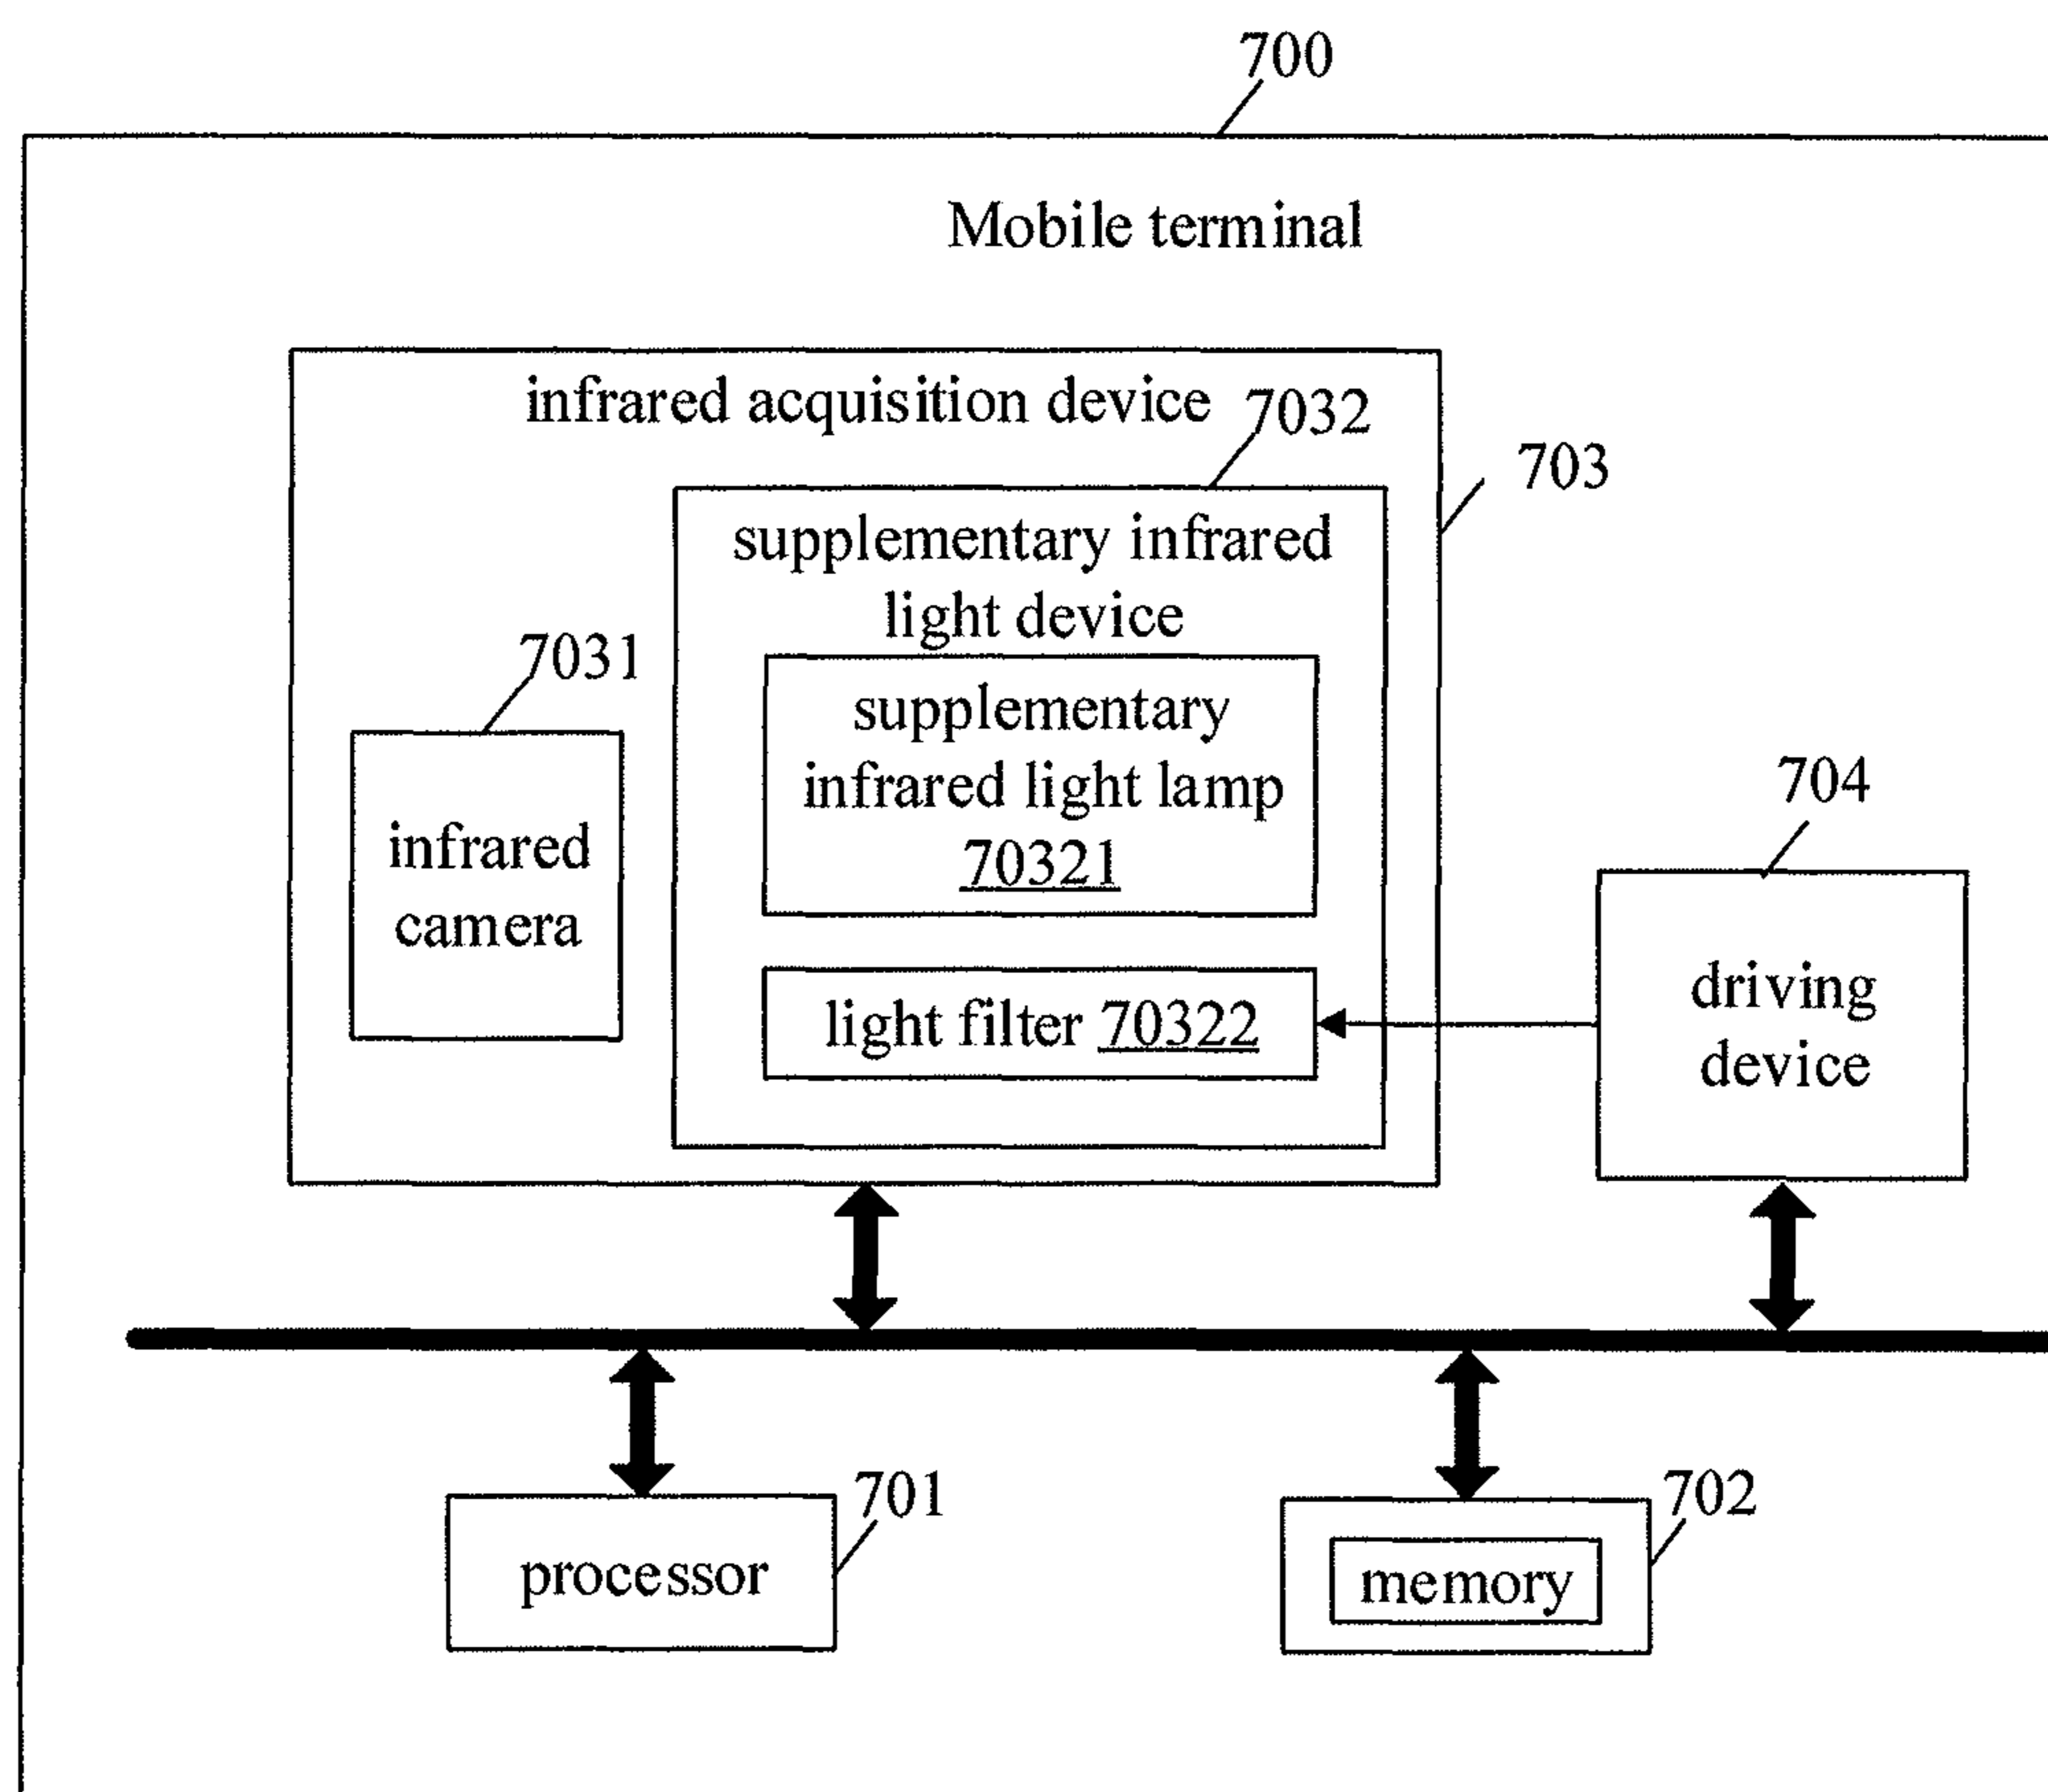 700
Mobile terminal
infrared acquisition device
7032
703
supplementary infrared
light device
7031
supplementary
infrared light lamp
70321
infrared
camera
704
light filter 70322
driving
device
701
processor
702
memory